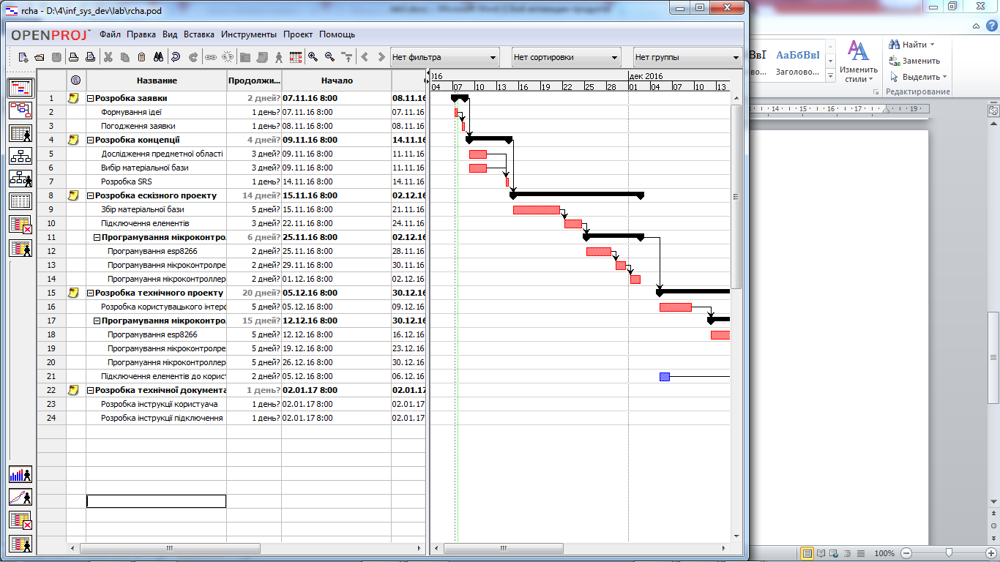 rcha - D:\4\inf_sys_dev\lab\rcha.pod
OPENPROJ™ Файл Правка Вид Вставка Инструменты Проект Помощь
Нет фильтра Нет сортировки Нет группы
Название Продолжи... Начало
016 дек 2016
04 07 10 13 16 19 22 25 28 01 04 07 10 13
1 Розробка заявки 2 дней? 07.11.16 8:00 08.11.16
2 Формування ідеї 1 день? 07.11.16 8:00 07.11.16
3 Погодження заявки 1 день? 08.11.16 8:00 08.11.16
4 Розробка концепції 4 дней? 09.11.16 8:00 14.11.16
5 Дослідження предметної області 3 дней? 09.11.16 8:00 11.11.16
6 Вибір матеріальної бази 3 дней? 09.11.16 8:00 11.11.16
7 Розробка SRS 1 день? 14.11.16 8:00 14.11.16
8 Розробка ескізного проекту 14 дней? 15.11.16 8:00 02.12.16
9 Збір матеріальної бази 5 дней? 15.11.16 8:00 21.11.16
10 Підключення елементів 3 дней? 22.11.16 8:00 24.11.16
11 Програмування мікроконтро. 6 дней? 25.11.16 8:00 02.12.16
12 Програмування esp8266 2 дней? 25.11.16 8:00 28.11.16
13 Програмування мікроконтролре 2 дней? 29.11.16 8:00 30.11.16
14 Програмуання мікроконтроллер 2 дней? 01.12.16 8:00 02.12.16
15 Розробка технічного проекту 20 дней? 05.12.16 8:00 30.12.16
16 Розробка користувацького інтерф 5 дней? 05.12.16 8:00 09.12.16
17 Програмування мікроконтро. 15 дней? 12.12.16 8:00 30.12.16
18 Програмування esp8266 5 дней? 12.12.16 8:00 16.12.16
19 Програмування мікроконтролре 5 дней? 19.12.16 8:00 23.12.16
20 Програмуання мікроконтроллер 5 дней? 26.12.16 8:00 30.12.16
21 Підключення елементів до корист 2 дней? 05.12.16 8:00 06.12.16
22 Розробка технічної документа 1 день? 02.01.17 8:00 02.01.17
23 Розробка інструкції користуача 1 день? 02.01.17 8:00 02.01.17
24 Розробка інструкції підключення 1 день? 02.01.17 8:00 02.01.17
ВвІ АаБбВвІ
во... Заголово...
Изменить
стили
Найти
Заменить
Выделить
Редактирование
14 15 16 17 19
100%